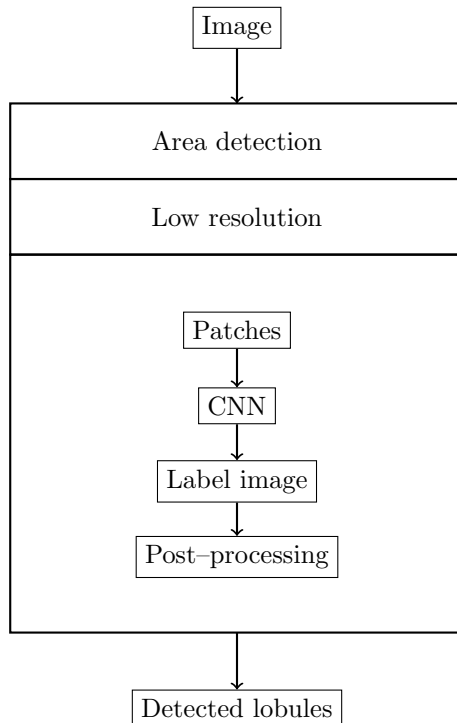 Image
Area detection
Low resolution
Patches
CNN
Label image
Post–processing
Detected lobules